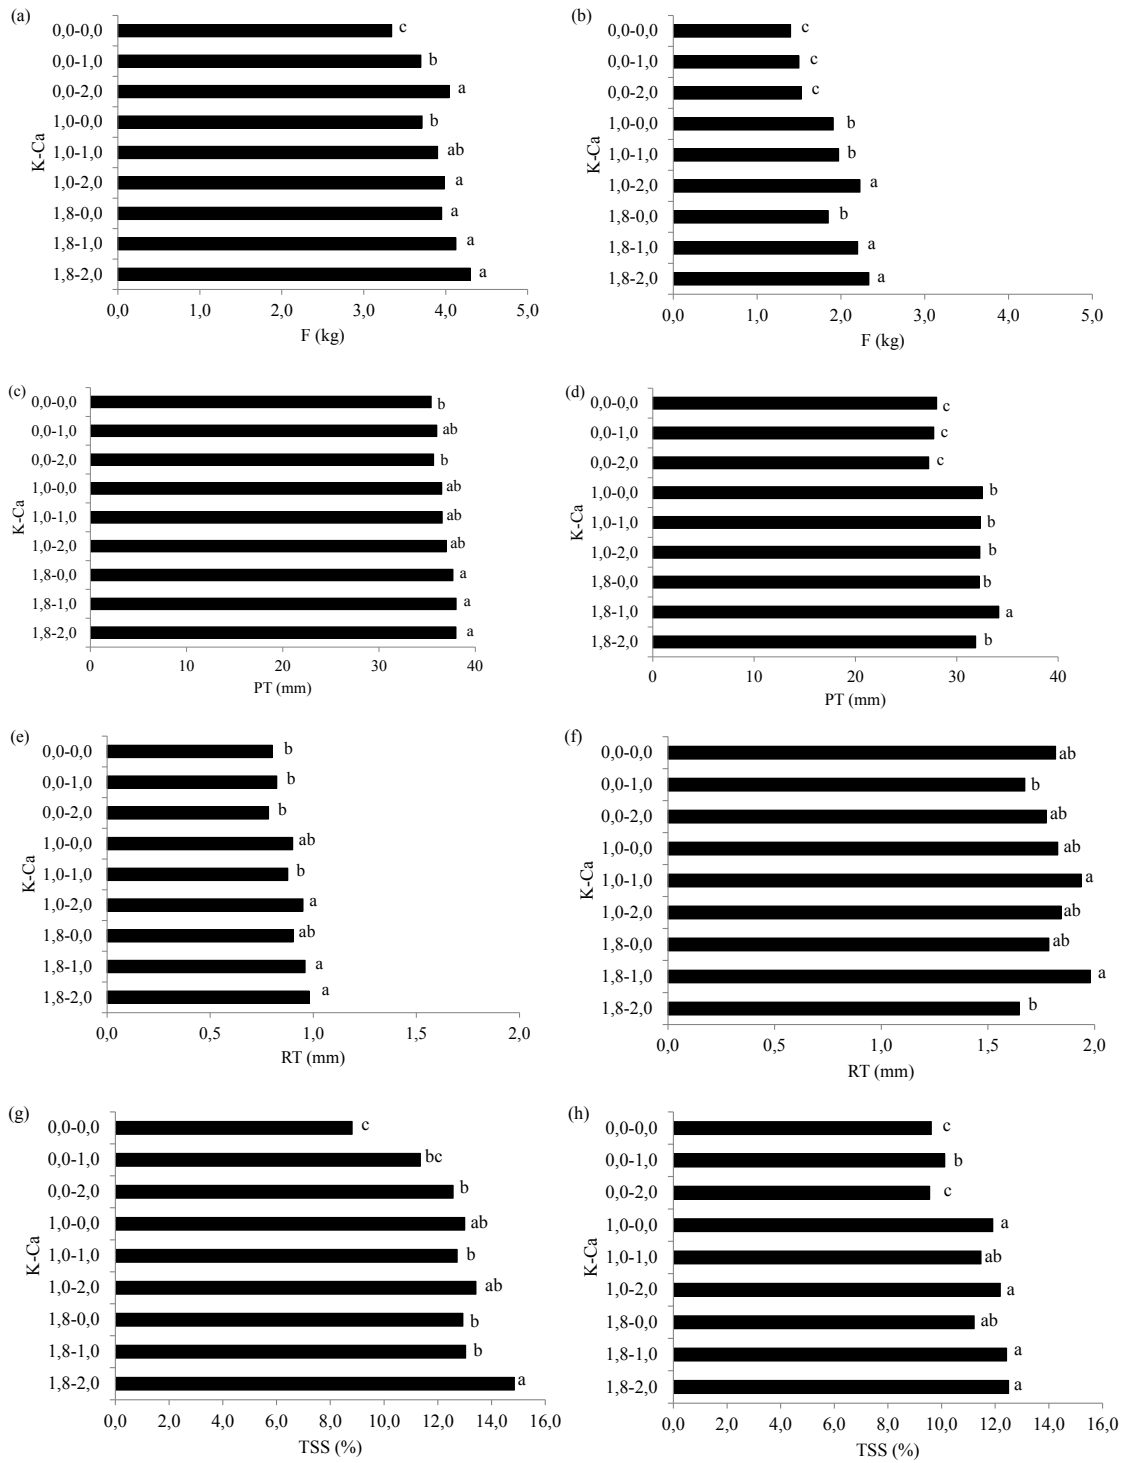 (a)
K-Ca
0,0-0,0 c
0,0-1,0 b
0,0-2,0 a
1,0-0,0 b
1,0-1,0 ab
1,0-2,0 a
1,8-0,0 a
1,8-1,0 a
1,8-2,0 a
0,0 1,0 2,0 3,0 4,0 5,0
F (kg)
(b)
K-Ca
0,0-0,0 c
0,0-1,0 c
0,0-2,0 c
1,0-0,0 b
1,0-1,0 b
1,0-2,0 a
1,8-0,0 b
1,8-1,0 a
1,8-2,0 a
0,0 1,0 2,0 3,0 4,0 5,0
F (kg)
(c)
K-Ca
0,0-0,0 b
0,0-1,0 ab
0,0-2,0 b
1,0-0,0 ab
1,0-1,0 ab
1,0-2,0 ab
1,8-0,0 a
1,8-1,0 a
1,8-2,0 a
0 10 20 30 40
PT (mm)
(d)
K-Ca
0,0-0,0 c
0,0-1,0 c
0,0-2,0 c
1,0-0,0 b
1,0-1,0 b
1,0-2,0 b
1,8-0,0 b
1,8-1,0 a
1,8-2,0 b
0 10 20 30 40
PT (mm)
(e)
K-Ca
0,0-0,0 b
0,0-1,0 b
0,0-2,0 b
1,0-0,0 ab
1,0-1,0 b
1,0-2,0 a
1,8-0,0 ab
1,8-1,0 a
1,8-2,0 a
0,0 0,5 1,0 1,5 2,0
RT (mm)
(f)
K-Ca
0,0-0,0 ab
0,0-1,0 b
0,0-2,0 ab
1,0-0,0 ab
1,0-1,0 a
1,0-2,0 ab
1,8-0,0 ab
1,8-1,0 a
1,8-2,0 b
0,0 0,5 1,0 1,5 2,0
RT (mm)
(g)
K-Ca
0,0-0,0 c
0,0-1,0 bc
0,0-2,0 b
1,0-0,0 ab
1,0-1,0 b
1,0-2,0 ab
1,8-0,0 b
1,8-1,0 b
1,8-2,0 a
0,0 2,0 4,0 6,0 8,0 10,0 12,0 14,0 16,0
TSS (%)
(h)
K-Ca
0,0-0,0 c
0,0-1,0 b
0,0-2,0 c
1,0-0,0 a
1,0-1,0 ab
1,0-2,0 a
1,8-0,0 ab
1,8-1,0 a
1,8-2,0 a
0,0 2,0 4,0 6,0 8,0 10,0 12,0 14,0 16,0
TSS (%)